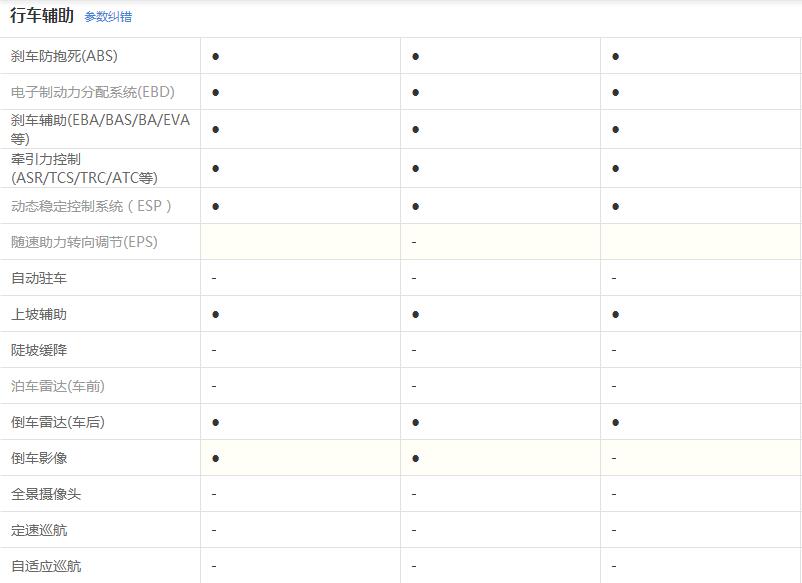 行车辅助 参数纠错
刹车防抱死(ABS) ● ● ●
电子制动力分配系统(EBD) ● ● ●
刹车辅助(EBA/BAS/BA/EVA
等) ● ● ●
牵引力控制
(ASR/TCS/TRC/ATC等) ● ● ●
动态稳定控制系统（ESP） ● ● ●
随速助力转向调节(EPS) -
自动驻车 - - -
上坡辅助 ● ● ●
陡坡缓降 - - -
泊车雷达(车前) - - -
倒车雷达(车后) ● ● ●
倒车影像 ● ● -
全景摄像头 - - -
定速巡航 - - -
自适应巡航 - - -